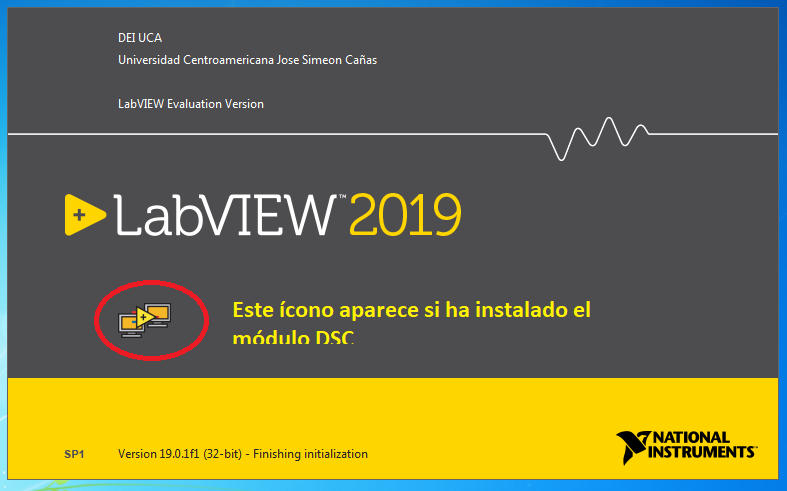 DEI UCA
Universidad Centroamericana Jose Simeon Cañas
LabVIEW Evaluation Version
LabVIEW™ 2019
Este ícono aparece si ha instalado el
módulo DSC
SP1 Version 19.0.1f1 (32-bit) - Finishing initialization
NATIONAL
INSTRUMENTS™